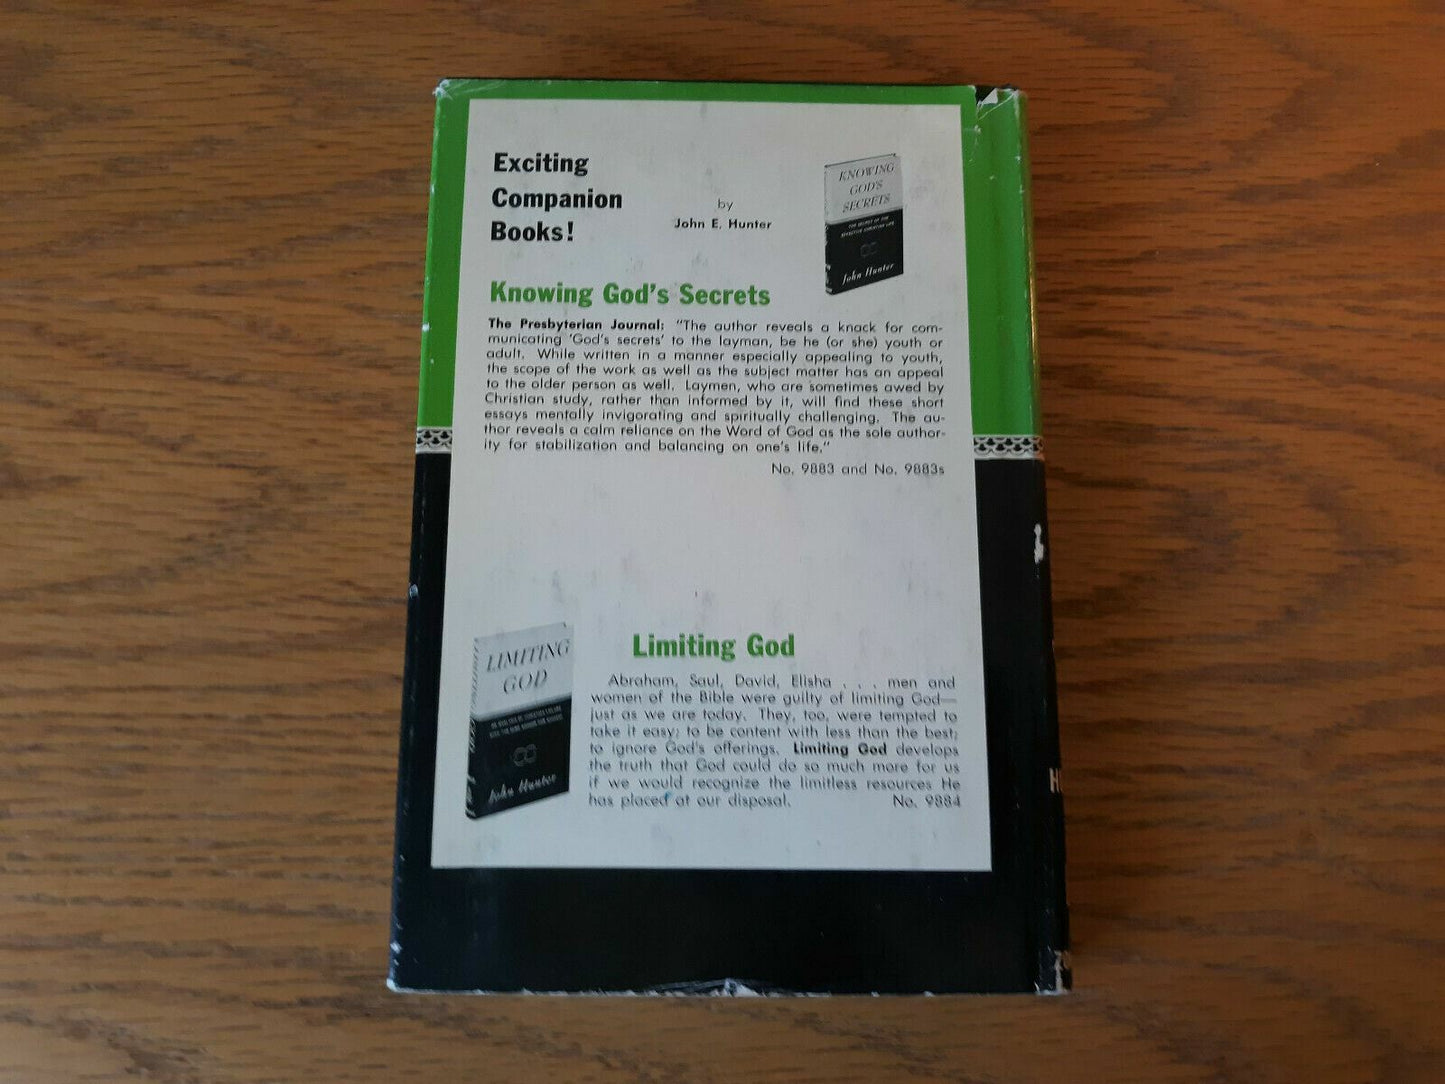 Exciting
Companion
Books!
by
John E. Hunter
KNOWING
GOD'S
SECRETS
THE SECRET OF THE
EFFECTIVE CHRISTIAN LIFE
John Hunter
Knowing God's Secrets
The Presbyterian Journal: "The author reveals a knack for com-
municating 'God's secrets' to the layman, be he (or she) youth or
adult. While written in a manner especially appealing to youth,
the scope of the work as well as the subject matter has an appeal
to the older person as well. Laymen, who are sometimes awed by
Christian study, rather than informed by it, will find these short
essays mentally invigorating and spiritually challenging. The au-
thor reveals a calm reliance on the Word of God as the sole author-
ity for stabilization and balancing on one's life."
No. 9883 and No. 9883s
LIMITING
GOD
John Hunter
Limiting God
Abraham, Saul, David, Elisha . . . men and
women of the Bible were guilty of limiting God—
just as we are today. They, too, were tempted to
take it easy; to be content with less than the best;
to ignore God's offerings. Limiting God develops
the truth that God could do so much more for us
if we would recognize the limitless resources He
has placed at our disposal. No. 9884